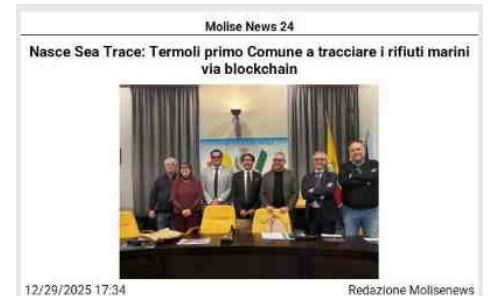 Molise News 24
Nasce Sea Trace: Termoli primo Comune a tracciare i rifiuti marini
via blockchain
12/29/2025 17:34
Redazione Molisenews